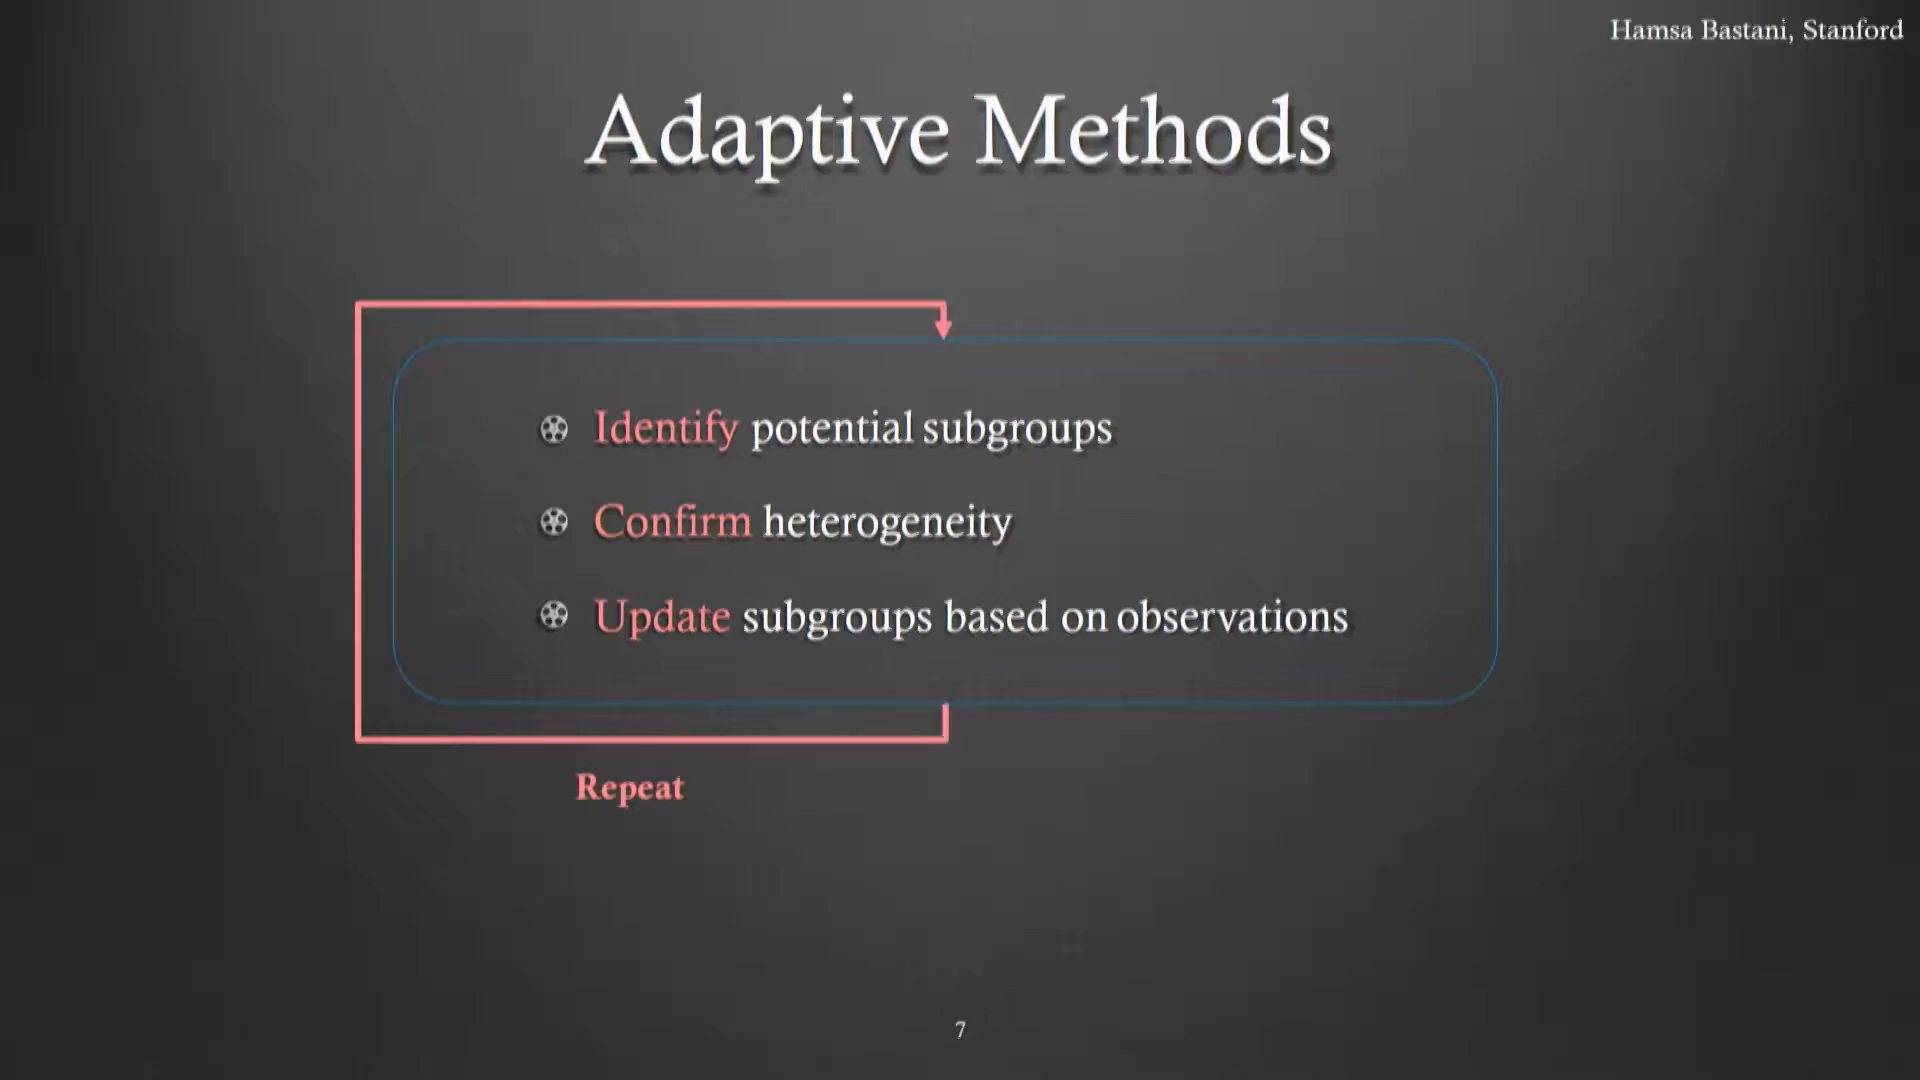 Hamsa Bastani, Stanford
Adaptive Methods
Identify potential subgroups
Confirm heterogeneity
Update subgroups based on observations
Repeat
7